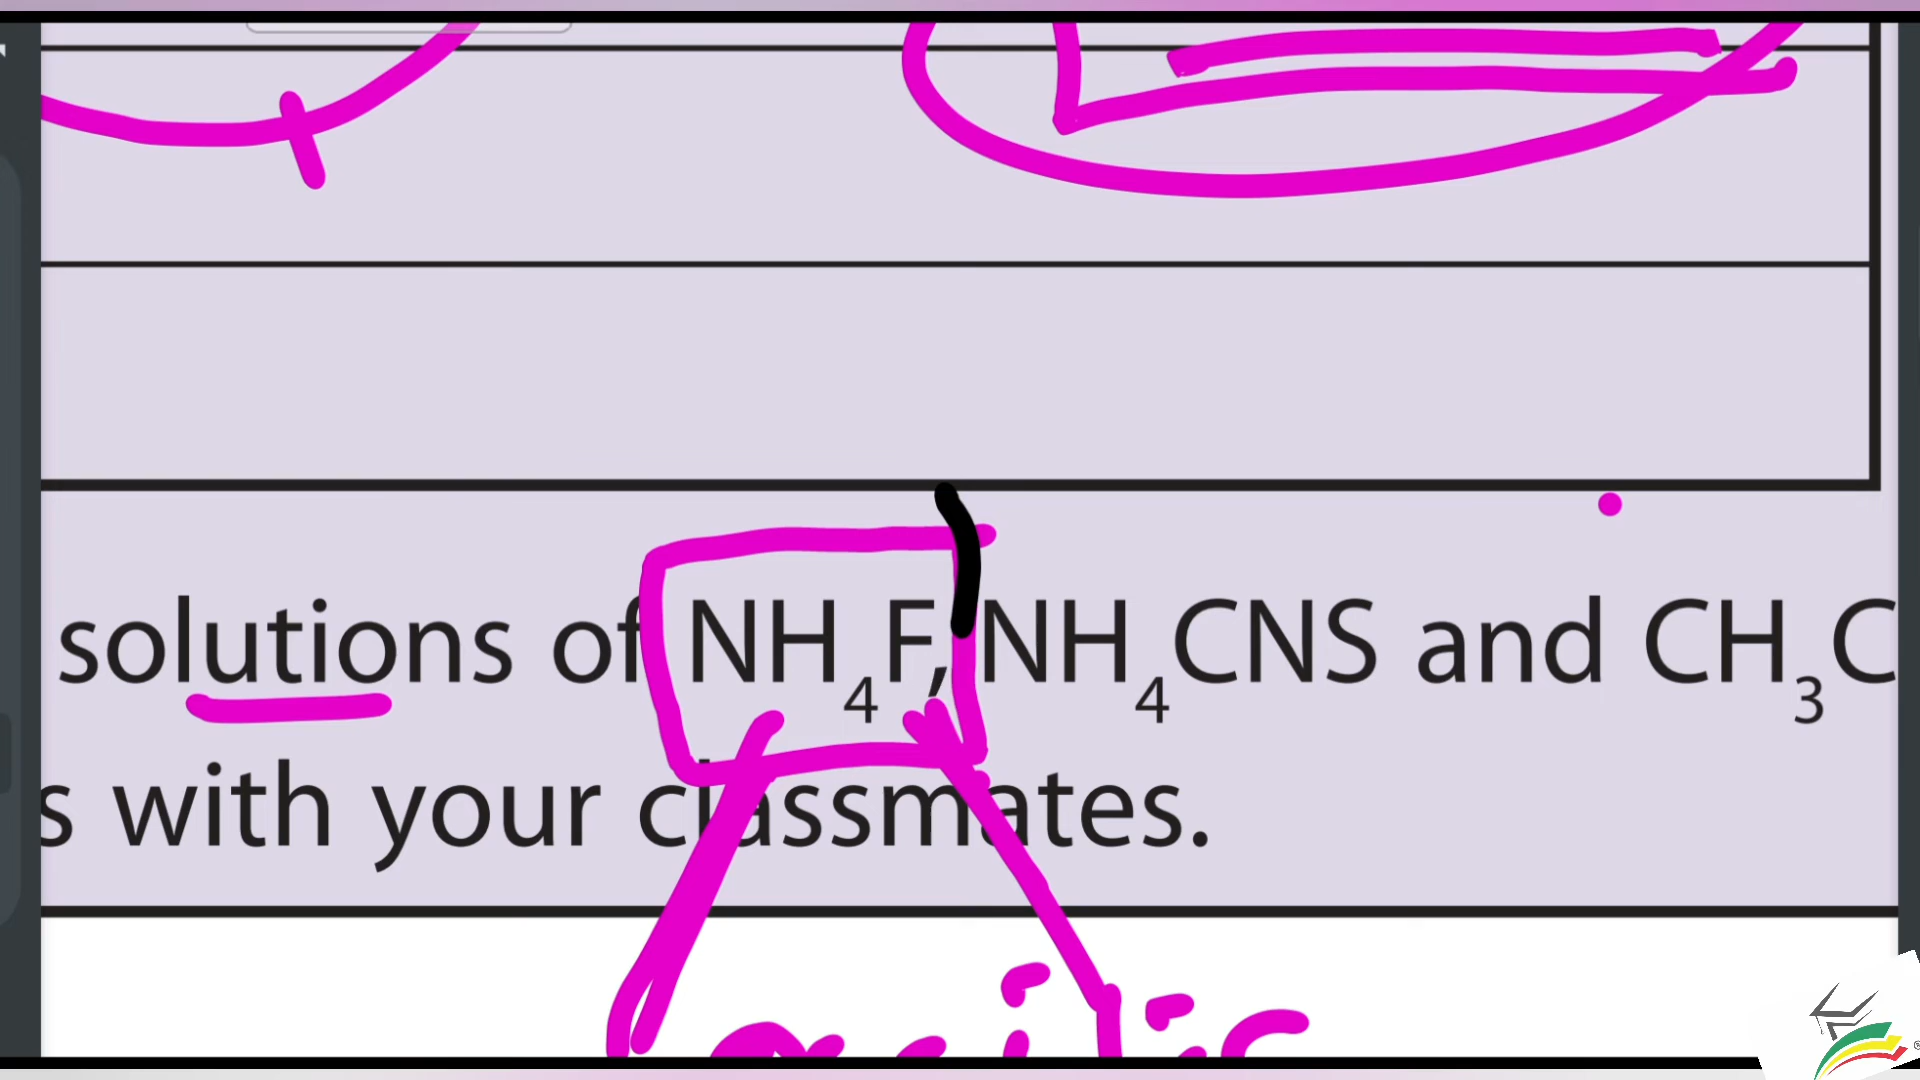 solutions of NH₄F, NH₄CNS and CH₃C
s with your classmates.